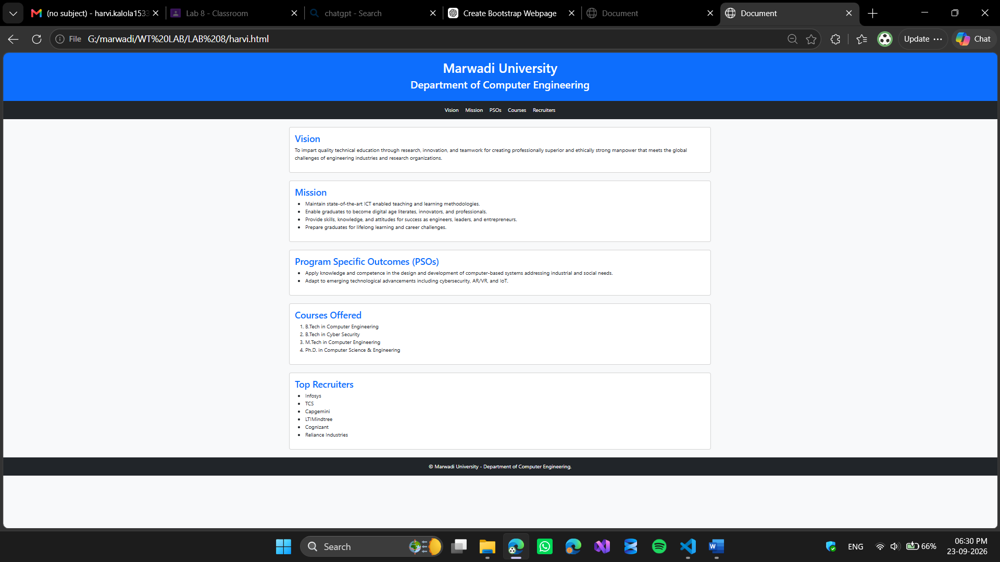 (no subject) - harvi.kalola1533
Lab 8 - Classroom
chatgpt - Search
Create Bootstrap Webpage
Document
Document
File G:/marwadi/WT%20LAB/LAB%208/harvi.html
Update
Chat
Marwadi University
Department of Computer Engineering
Vision Mission PSOs Courses Recruiters
Vision
To impart quality technical education through research, innovation, and teamwork for creating professionally superior and ethically strong manpower that meets the global
challenges of engineering industries and research organizations.
Mission
• Maintain state-of-the-art ICT enabled teaching and learning methodologies.
• Enable graduates to become digital age literates, innovators, and professionals.
• Provide skills, knowledge, and attitudes for success as engineers, leaders, and entrepreneurs.
• Prepare graduates for lifelong learning and career challenges.
Program Specific Outcomes (PSOs)
• Apply knowledge and competence in the design and development of computer-based systems addressing industrial and social needs.
• Adapt to emerging technological advancements including cybersecurity, AR/VR, and IoT.
Courses Offered
1. B.Tech in Computer Engineering
2. B.Tech in Cyber Security
3. M.Tech in Computer Engineering
4. Ph.D. in Computer Science & Engineering
Top Recruiters
• Infosys
• TCS
• Capgemini
• LTIMindtree
• Cognizant
• Reliance Industries
© Marwadi University - Department of Computer Engineering.
Search
ENG
66%
06:30 PM
23-09-2026